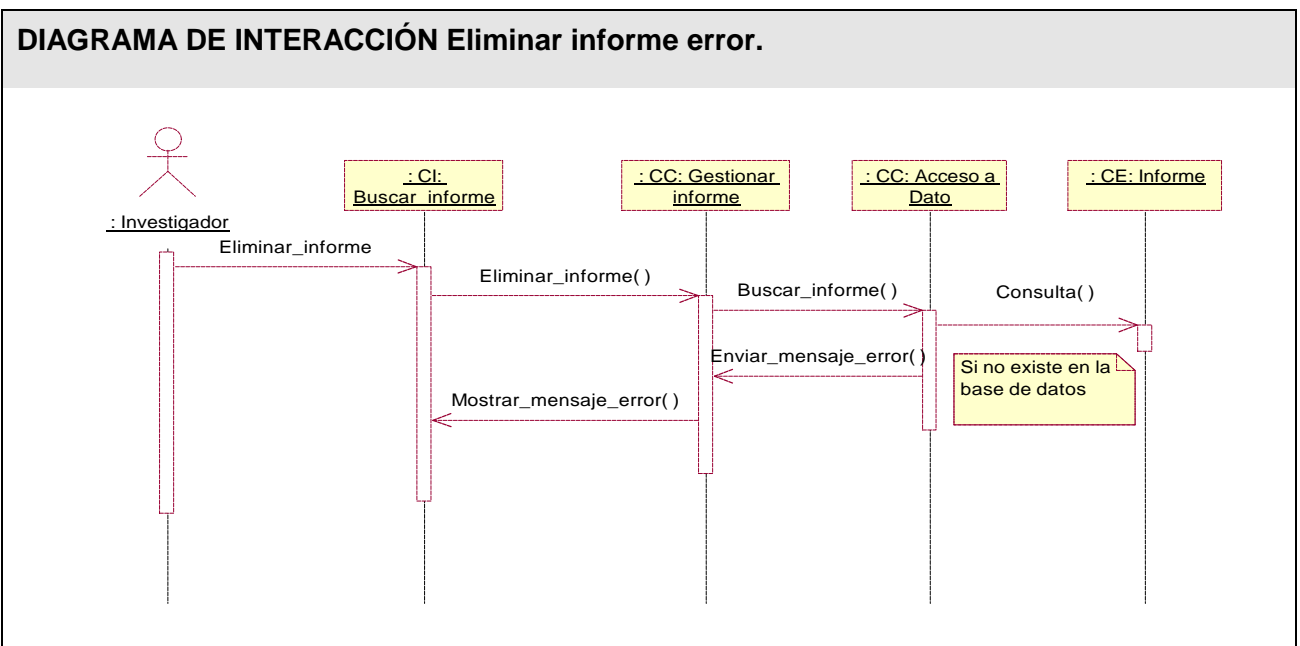 DIAGRAMA DE INTERACCIÓN Eliminar informe error.
: Investigador
: CI:
Buscar_informe
: CC: Gestionar
informe
: CC: Acceso a
Dato
: CE: Informe
Eliminar_informe
Eliminar_informe( )
Buscar_informe( )
Consulta( )
Enviar_mensaje_error( )
Si no existe en la
base de datos
Mostrar_mensaje_error( )